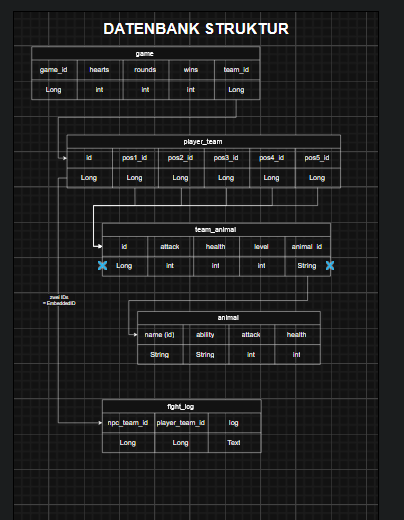 DATENBANK STRUKTUR
game
game_id hearts rounds wins team_id
Long int int int Long
player_team
id pos1_id pos2_id pos3_id pos4_id pos5_id
Long Long Long Long Long Long
team_animal
id attack health level animal_id
Long int int int String
zwei IDs
= EmbeddedID
animal
name (id) ability attack health
String String int int
fight_log
npc_team_id player_team_id log
Long Long Text